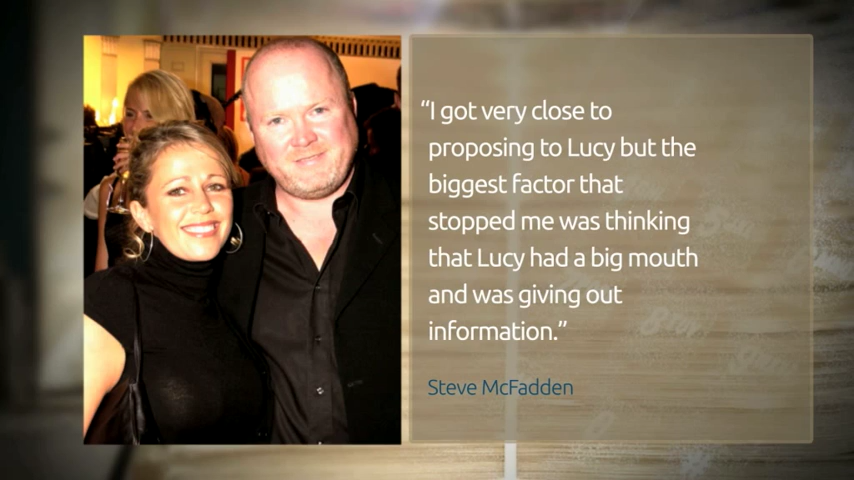 “I got very close to
proposing to Lucy but the
biggest factor that
stopped me was thinking
that Lucy had a big mouth
and was giving out
information.”
Steve McFadden